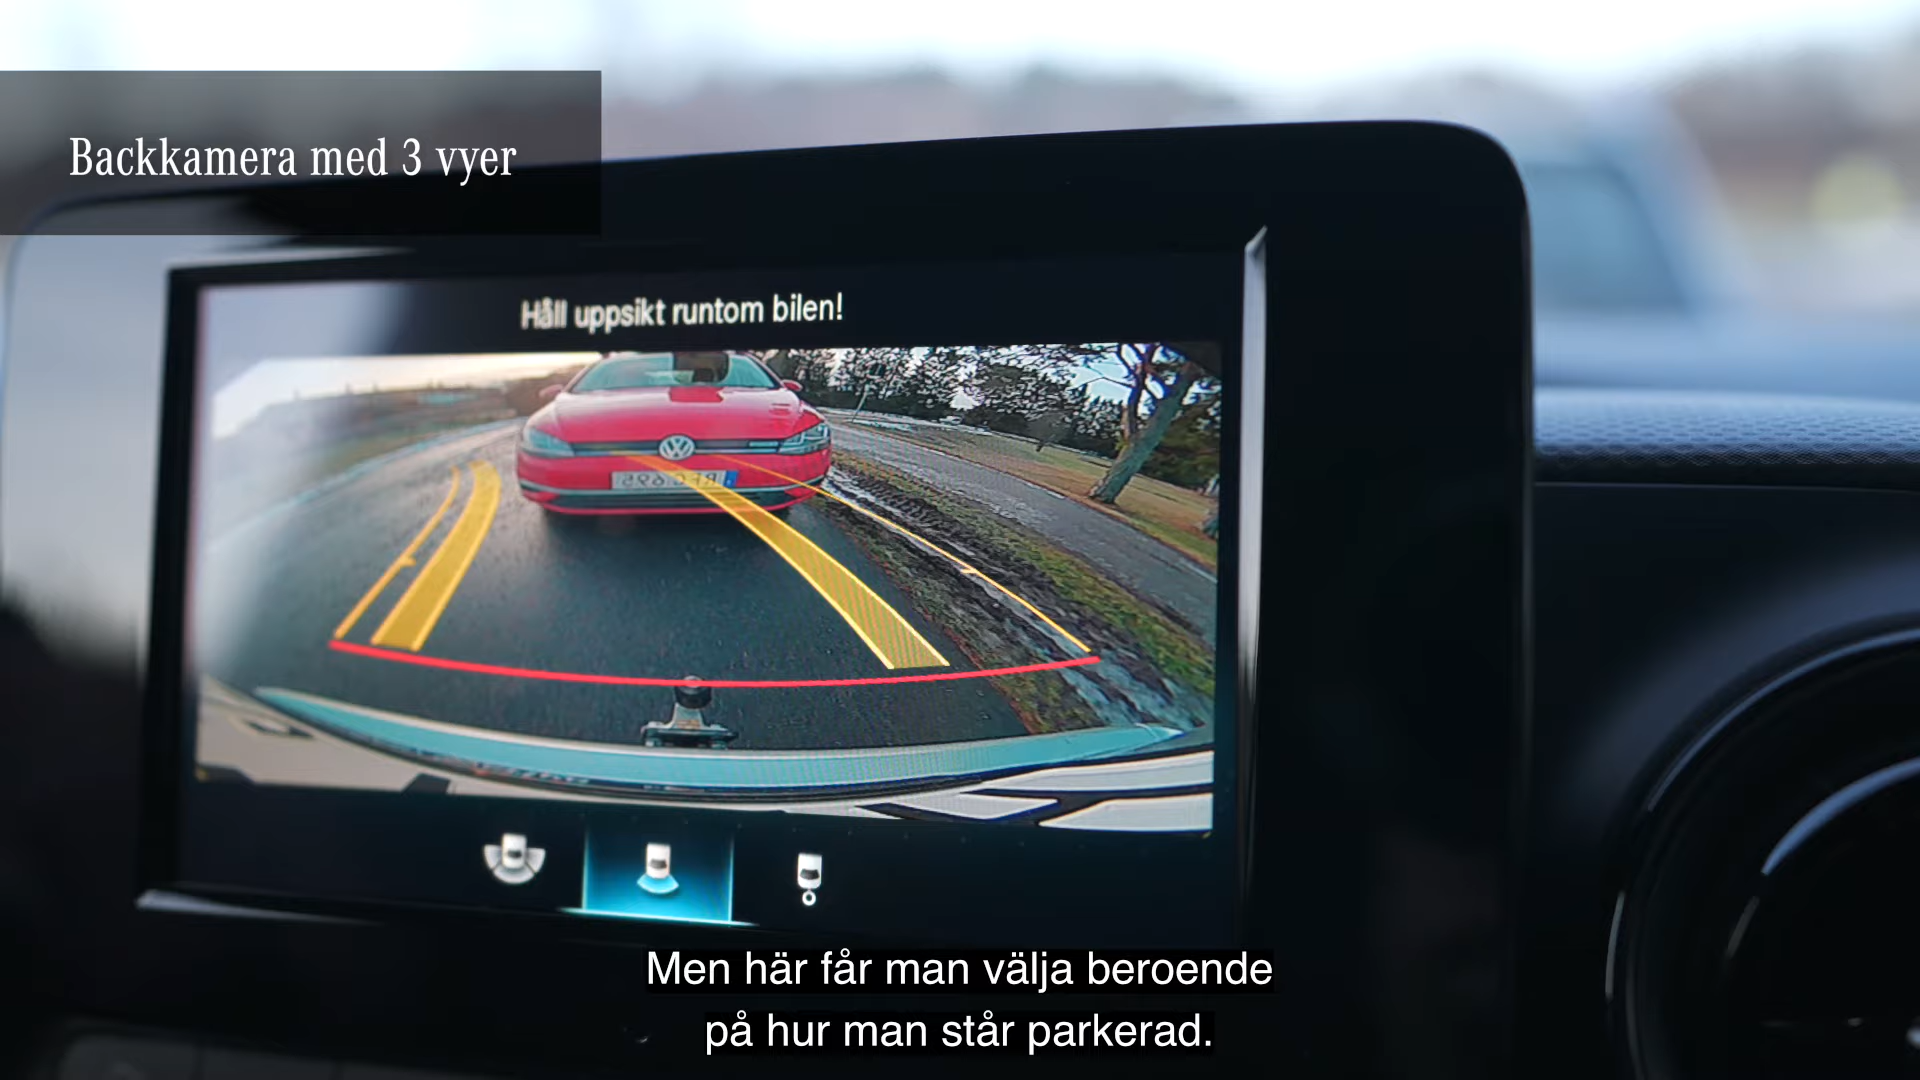 Backkamera med 3 vyer
Håll uppsikt runtom bilen!
Men här får man välja beroende
på hur man står parkerad.